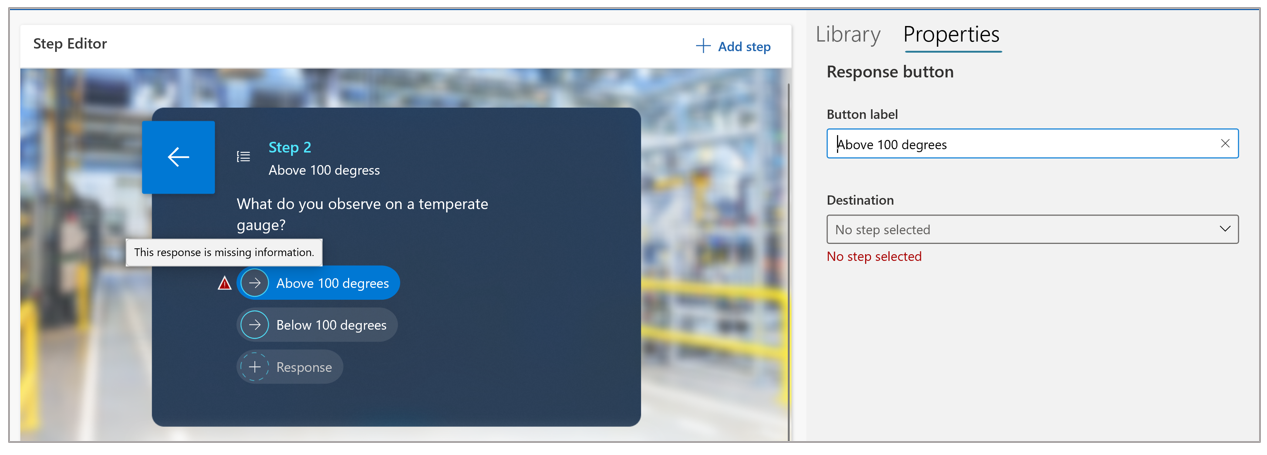 Step Editor
Add step
Step 2
Above 100 degress
What do you observe on a temperate
gauge?
This response is missing information.
Above 100 degrees
Below 100 degrees
Response
Library Properties
Response button
Button label
Above 100 degrees
Destination
No step selected
No step selected